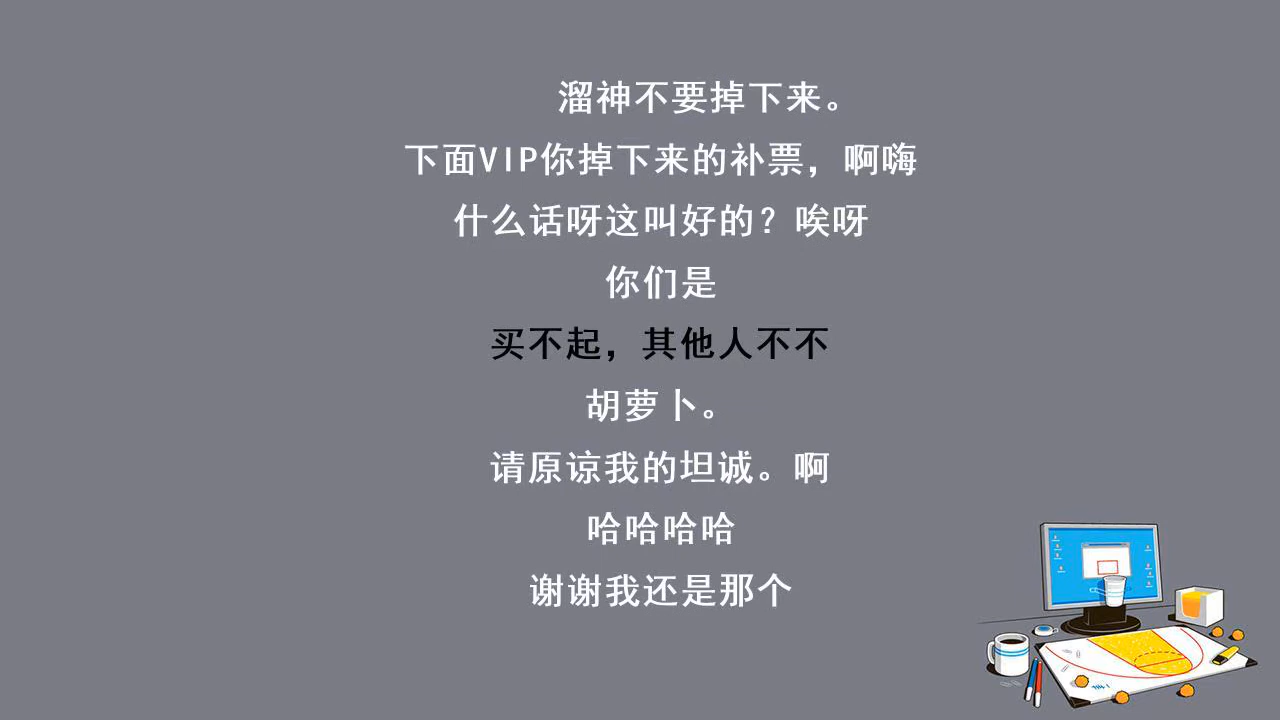 溜神不要掉下来。
下面VIP你掉下来的补票，啊嗨
什么话呀这叫好的？唉呀
你们是
买不起，其他人不不
胡萝卜。
请原谅我的坦诚。啊
哈哈哈哈
谢谢我还是那个